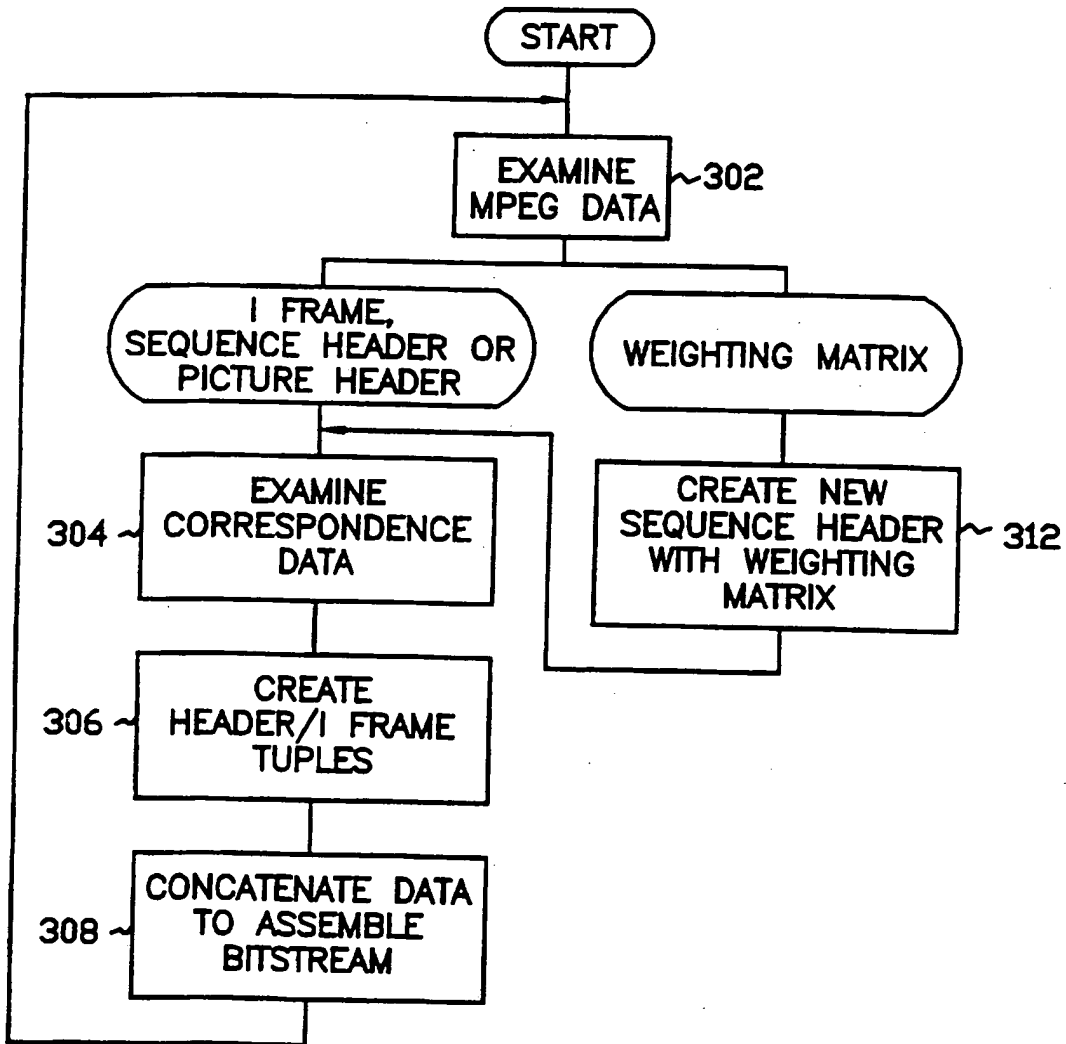 START
EXAMINE
MPEG DATA
302
I FRAME,
SEQUENCE HEADER OR
PICTURE HEADER
WEIGHTING MATRIX
304
EXAMINE
CORRESPONDENCE
DATA
CREATE NEW
SEQUENCE HEADER
WITH WEIGHTING
MATRIX
312
306
CREATE
HEADER/I FRAME
TUPLES
308
CONCATENATE DATA
TO ASSEMBLE
BITSTREAM